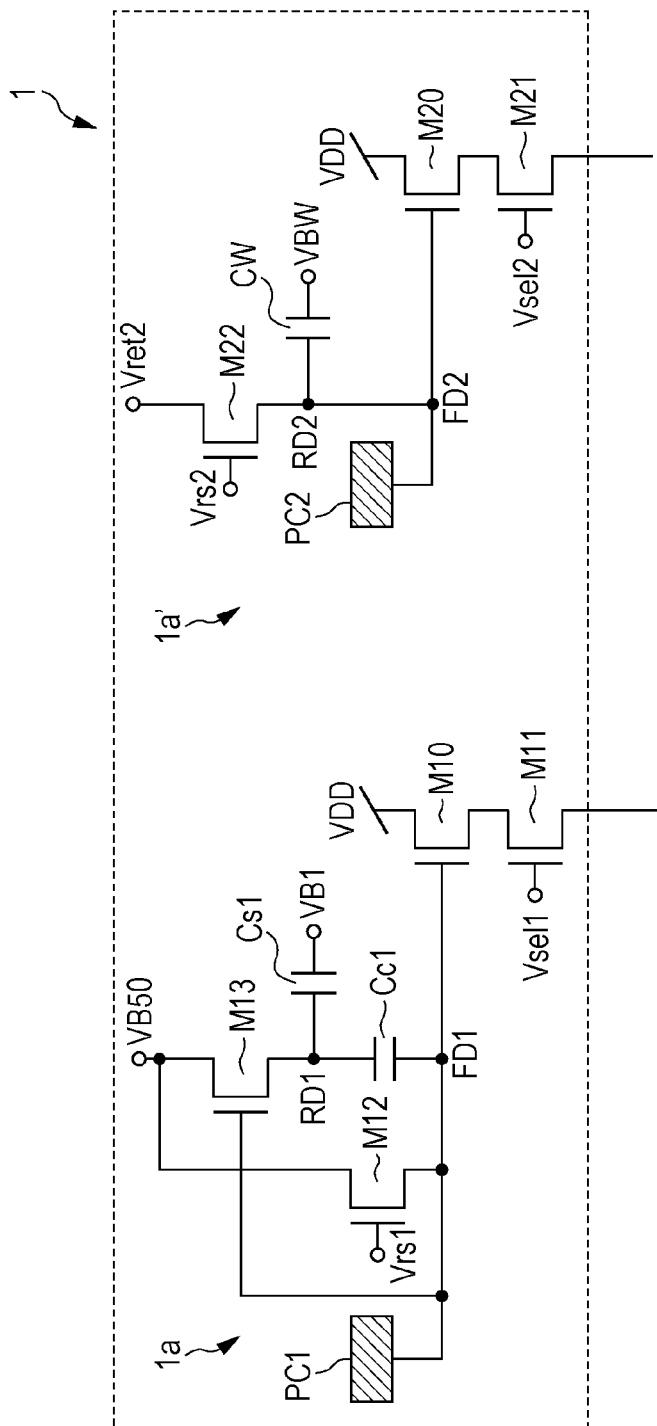 1
1a
VB50
M13
Cs1
VB1
RD1
Cc1
M12
Vrs1
PC1
FD1
VDD
M10
M11
Vsel1
1a'
Vret2
M22
Vrs2
CW
VBW
RD2
PC2
FD2
VDD
M20
M21
Vsel2